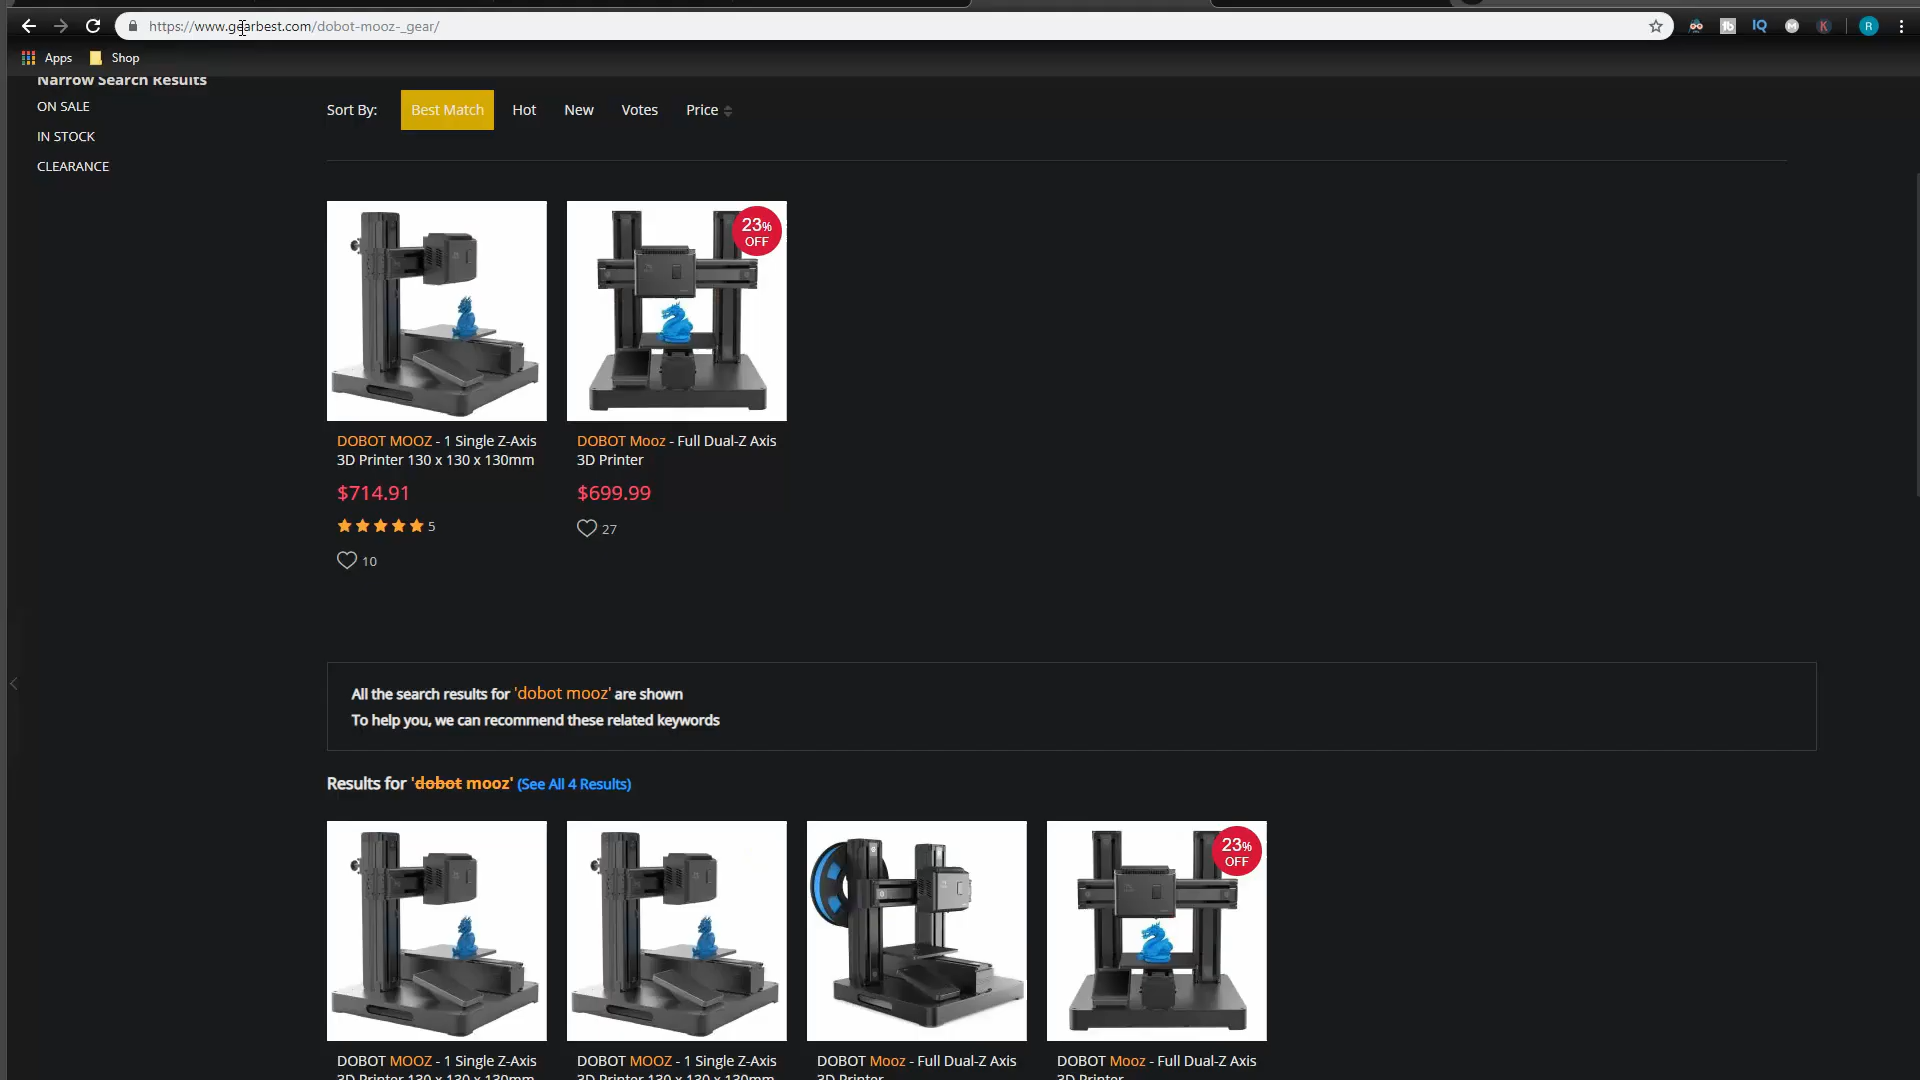 https://www.gearbest.com/dobot-mooz-_gear/
IQ
M
K
R
Apps
Shop
Narrow Search Results
ON SALE
IN STOCK
CLEARANCE
Sort By:
Best Match
Hot
New
Votes
Price
23%
OFF
DOBOT MOOZ - 1 Single Z-Axis
3D Printer 130 x 130 x 130mm
$714.91
5
10
DOBOT Mooz - Full Dual-Z Axis
3D Printer
$699.99
27
All the search results for 'dobot mooz' are shown
To help you, we can recommend these related keywords
Results for 'dobot mooz' (See All 4 Results)
23%
OFF
DOBOT MOOZ - 1 Single Z-Axis
3D Printer 130 x 130 x 130mm
DOBOT MOOZ - 1 Single Z-Axis
3D Printer 130 x 130 x 130mm
DOBOT Mooz - Full Dual-Z Axis
3D Printer
DOBOT Mooz - Full Dual-Z Axis
3D Printer